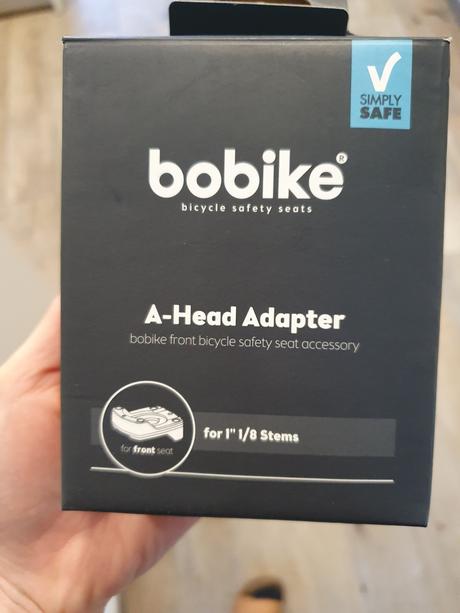 SIMPLY
SAFE
bobike®
bicycle safety seats
A-Head Adapter
bobike front bicycle safety seat accessory
for front seat
for 1" 1/8 Stems